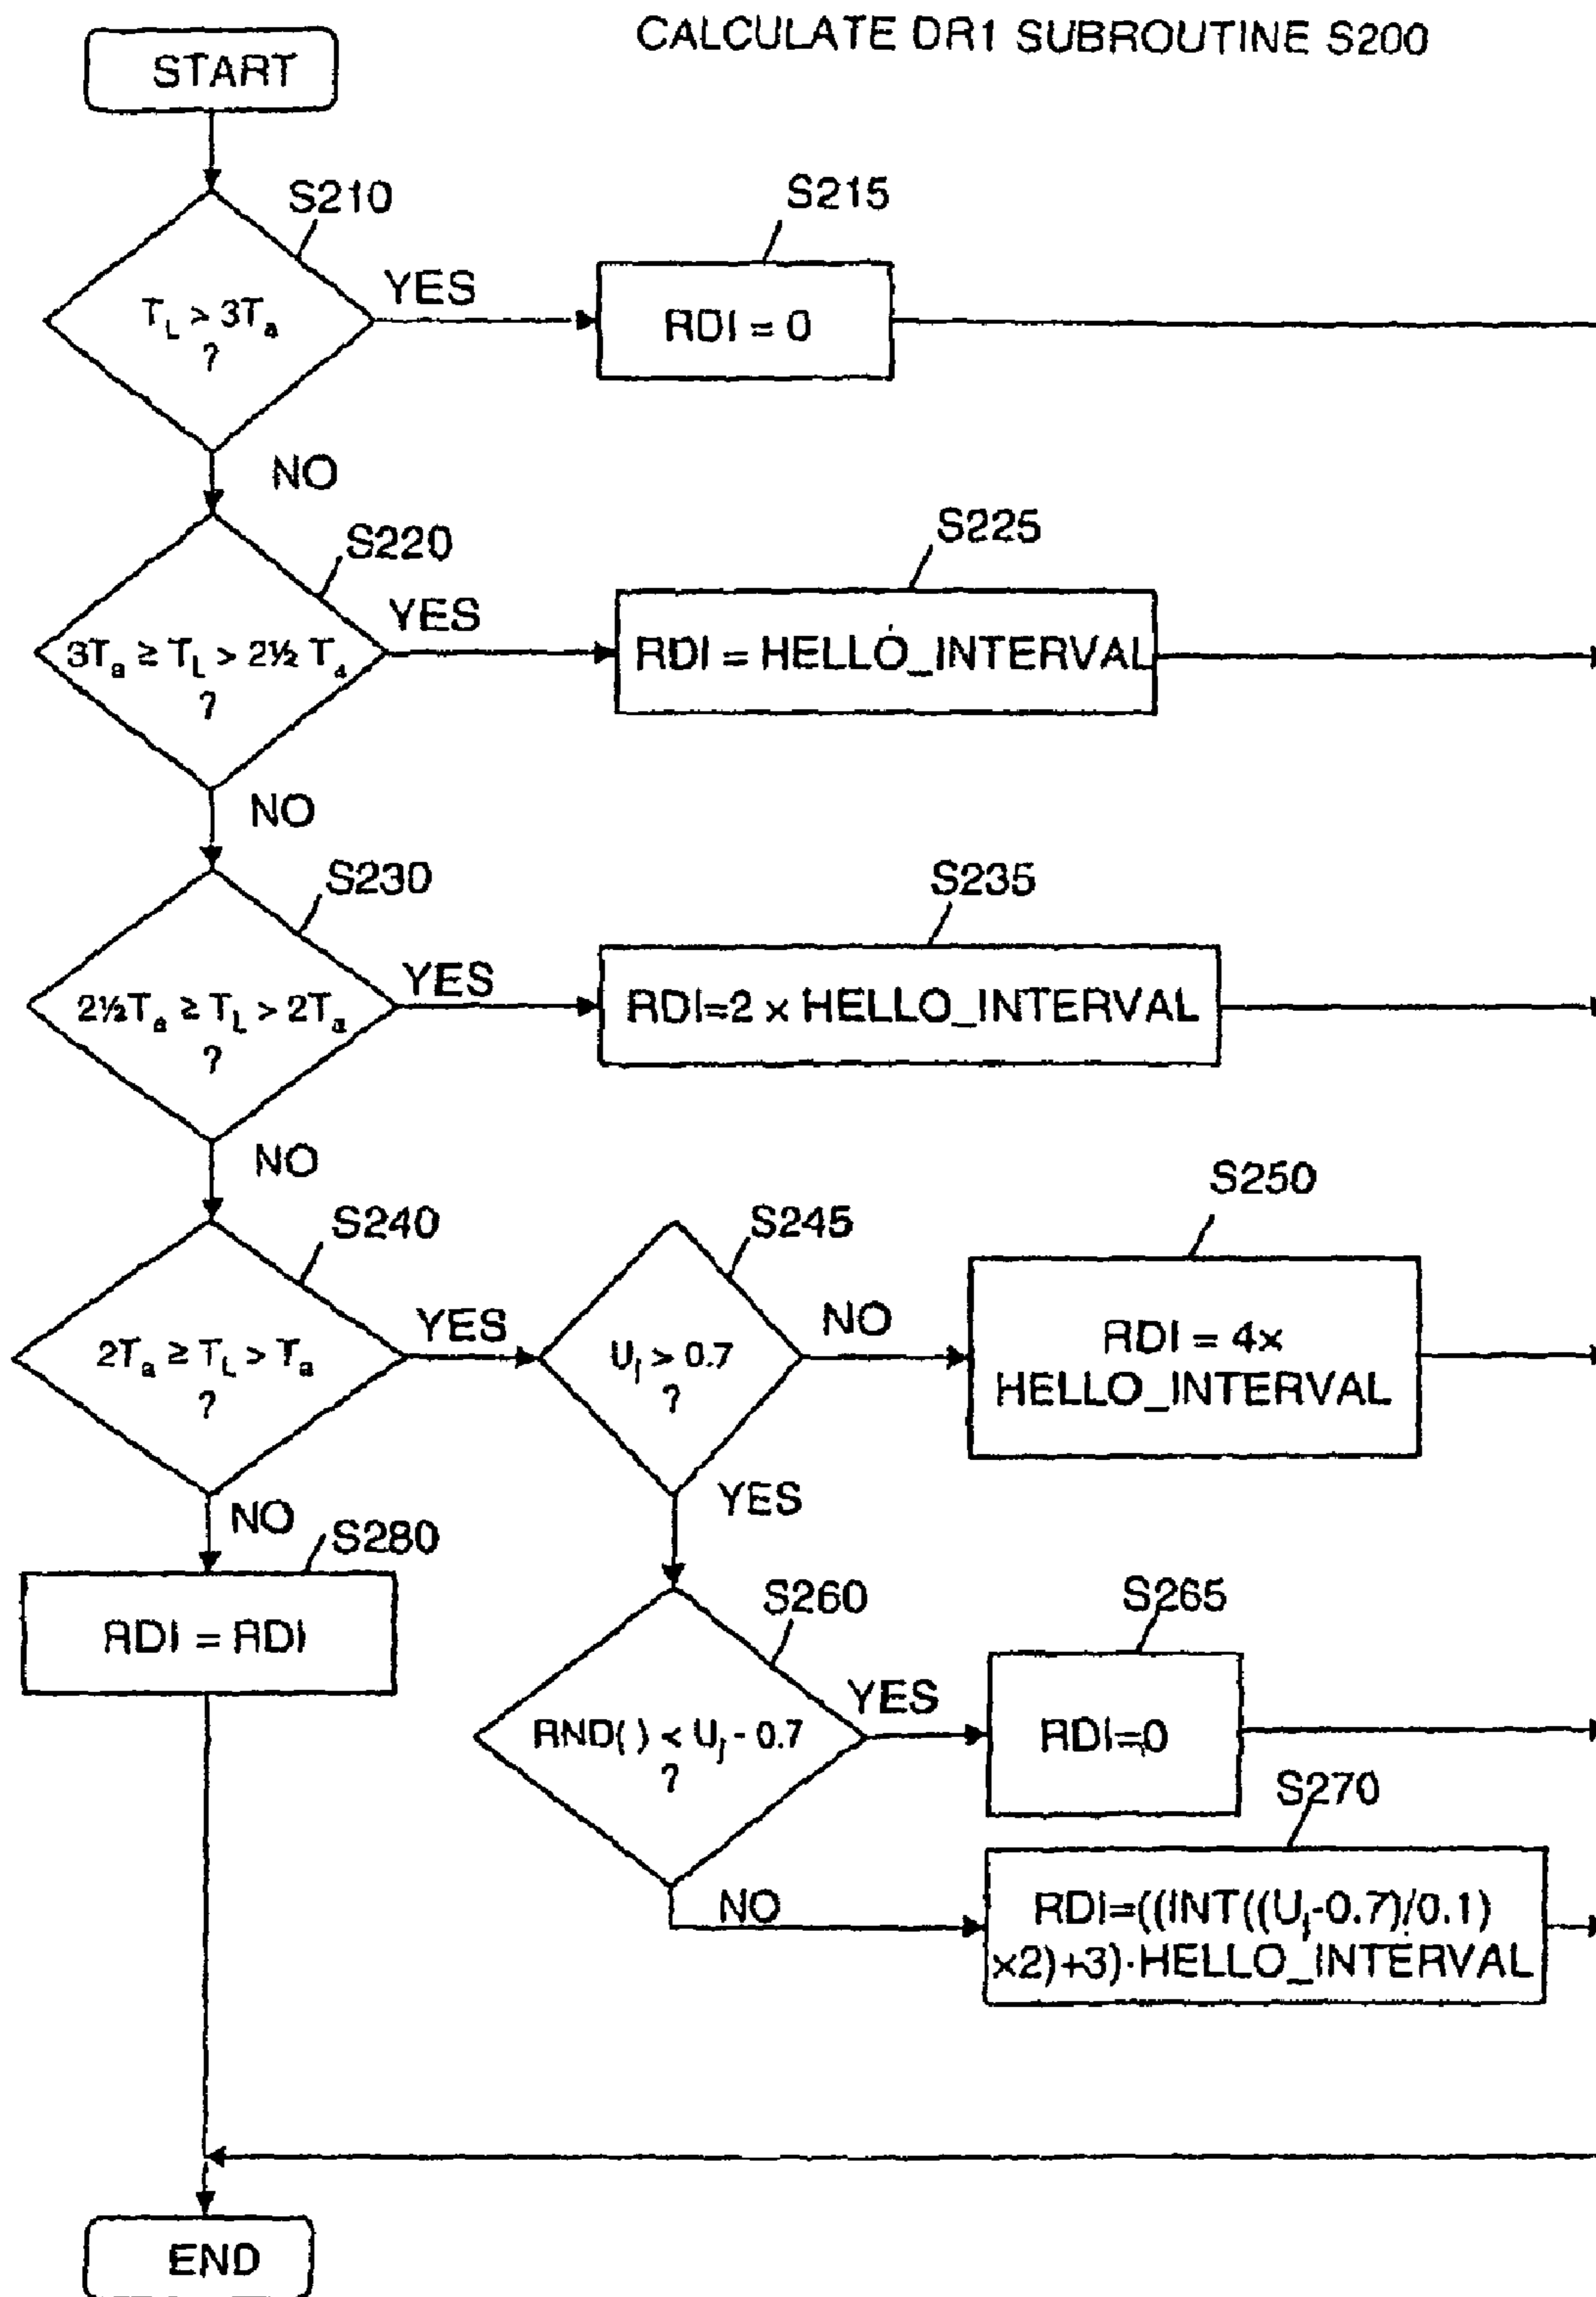 CALCULATE DR1 SUBROUTINE S200
START
S210
S215
T_L > 3T_a
?
YES
RDI = 0
NO
S220
S225
3T_a ≥ T_L > 2½ T_a
?
YES
RDI = HELLO_INTERVAL
NO
S230
S235
2½T_a ≥ T_L > 2T_a
?
YES
RDI=2 x HELLO_INTERVAL
NO
S240
S245
S250
2T_a ≥ T_L > T_a
?
YES
U_j > 0.7
?
NO
RDI = 4x
HELLO_INTERVAL
NO
YES
S280
RDI = RDI
S260
S265
RND() < U_j - 0.7
?
YES
RDI=0
S270
NO
RDI=((INT((U_j-0.7)/0.1)
x2)+3)·HELLO_INTERVAL
END